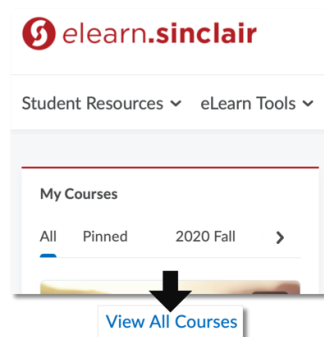 elearn.sinclair
Student Resources eLearn Tools
My Courses
All Pinned 2020 Fall
View All Courses